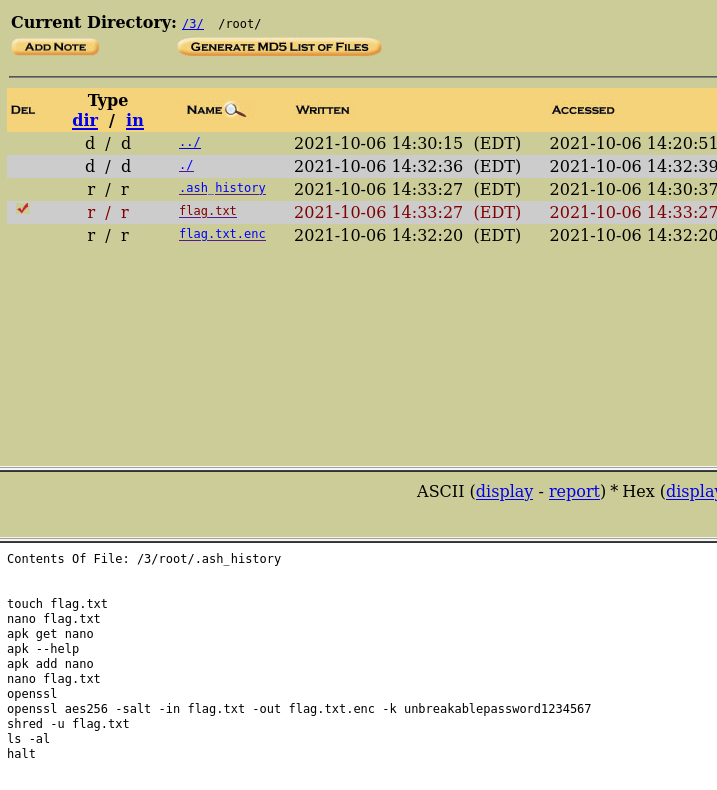 Current Directory: /3/ /root/
ADD NOTE GENERATE MD5 LIST OF FILES
DEL Type dir / in NAME WRITTEN ACCESSED
d / d ../ 2021-10-06 14:30:15 (EDT) 2021-10-06 14:20:51
d / d ./ 2021-10-06 14:32:36 (EDT) 2021-10-06 14:32:39
r / r .ash_history 2021-10-06 14:33:27 (EDT) 2021-10-06 14:30:37
r / r flag.txt 2021-10-06 14:33:27 (EDT) 2021-10-06 14:33:27
r / r flag.txt.enc 2021-10-06 14:32:20 (EDT) 2021-10-06 14:32:20
ASCII (display - report) * Hex (display
Contents Of File: /3/root/.ash_history
touch flag.txt
nano flag.txt
apk get nano
apk --help
apk add nano
nano flag.txt
openssl
openssl aes256 -salt -in flag.txt -out flag.txt.enc -k unbreakablepassword1234567
shred -u flag.txt
ls -al
halt